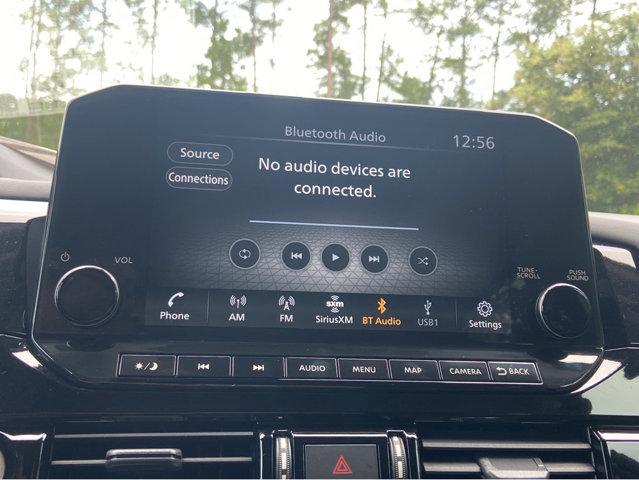 Bluetooth Audio
12:56
Source
Connections
No audio devices are
connected.
VOL
TUNE-
SCROLL
PUSH
SOUND
Phone
AM
FM
sxm
SiriusXM
BT Audio
USB1
Settings
AUDIO
MENU
MAP
CAMERA
BACK